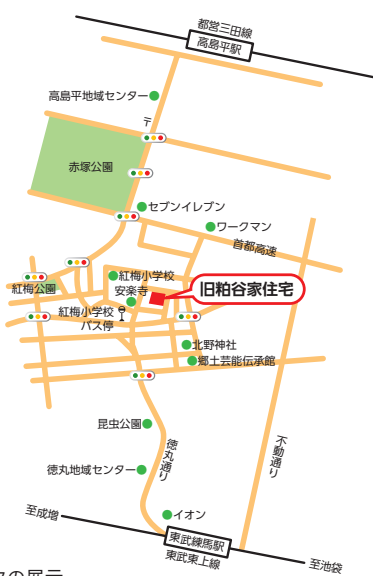 都営三田線
高島平駅
高島平地域センター
〒
赤塚公園
セブンイレブン
ワークマン
首都高速
紅梅小学校
紅梅公園
安楽寺
旧粕谷家住宅
紅梅小学校
バス停
北野神社
郷土芸能伝承館
昆虫公園
徳丸通り
不動通り
徳丸地域センター
至成増
イオン
東武練馬駅
東武東上線
至池袋